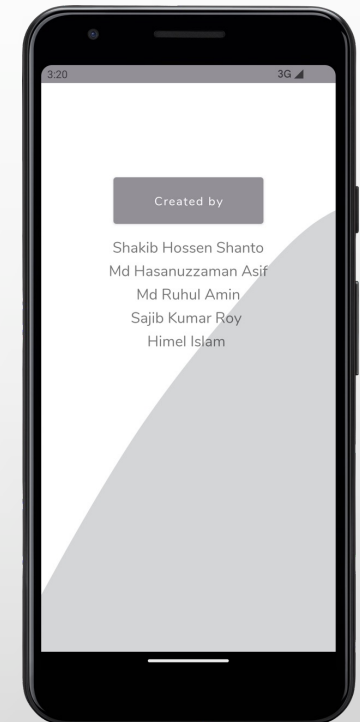 3:20 3G
Created by
Shakib Hossen Shanto
Md Hasanuzzaman Asif
Md Ruhul Amin
Sajib Kumar Roy
Himel Islam